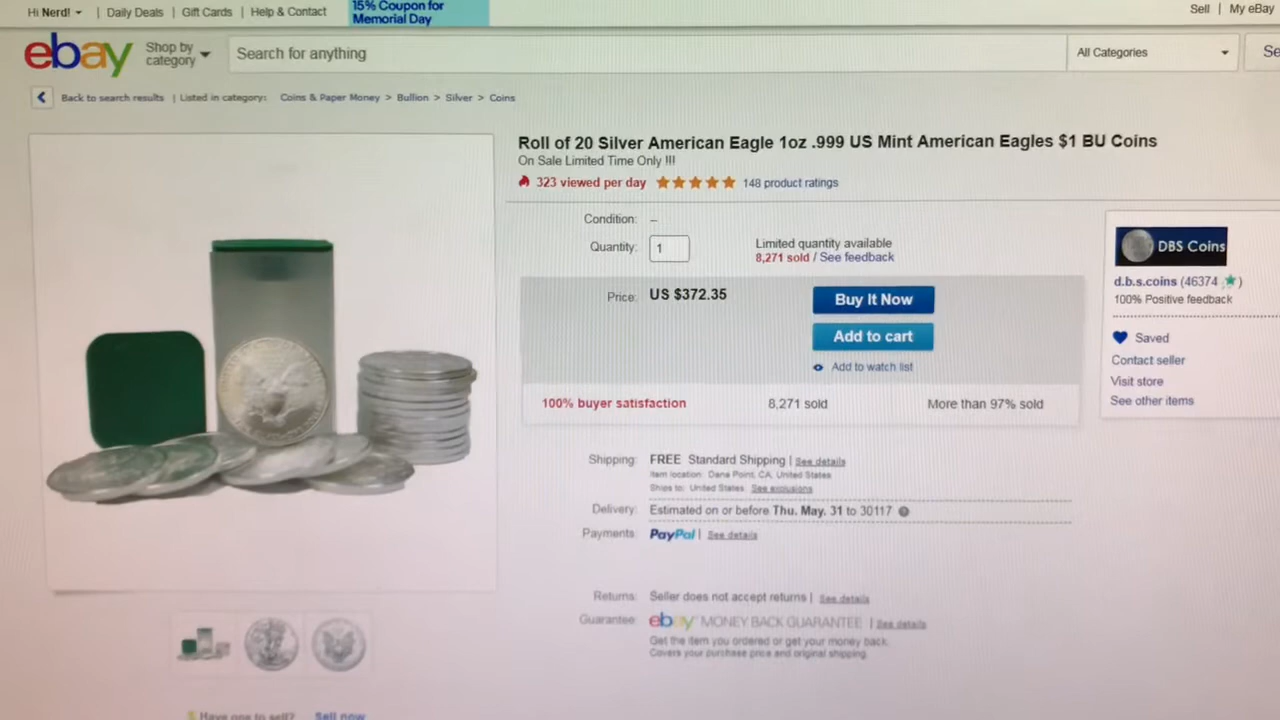 Hi Nerd! | Daily Deals | Gift Cards | Help & Contact
15% Coupon for
Memorial Day
Sell | My eBay
ebay
Shop by
category
Search for anything
All Categories
Back to search results | Listed in category: Coins & Paper Money > Bullion > Silver > Coins
Roll of 20 Silver American Eagle 1oz .999 US Mint American Eagles $1 BU Coins
On Sale Limited Time Only !!!
323 viewed per day 148 product ratings
Condition: --
Quantity: 1
Limited quantity available
8,271 sold / See feedback
Price: US $372.35
Buy It Now
Add to cart
Add to watch list
100% buyer satisfaction 8,271 sold More than 97% sold
DBS Coins
d.b.s.coins (46374 )
100% Positive feedback
Saved
Contact seller
Visit store
See other items
Shipping: FREE Standard Shipping | See details
Item location: Dana Point, CA, United States
Ships to: United States See exclusions
Delivery: Estimated on or before Thu. May. 31 to 30117
Payments: PayPal | See details
Returns: Seller does not accept returns | See details
Guarantee: ebay MONEY BACK GUARANTEE | See details
Get the item you ordered or get your money back.
Covers your purchase price and original shipping.
Have one to sell? Sell now